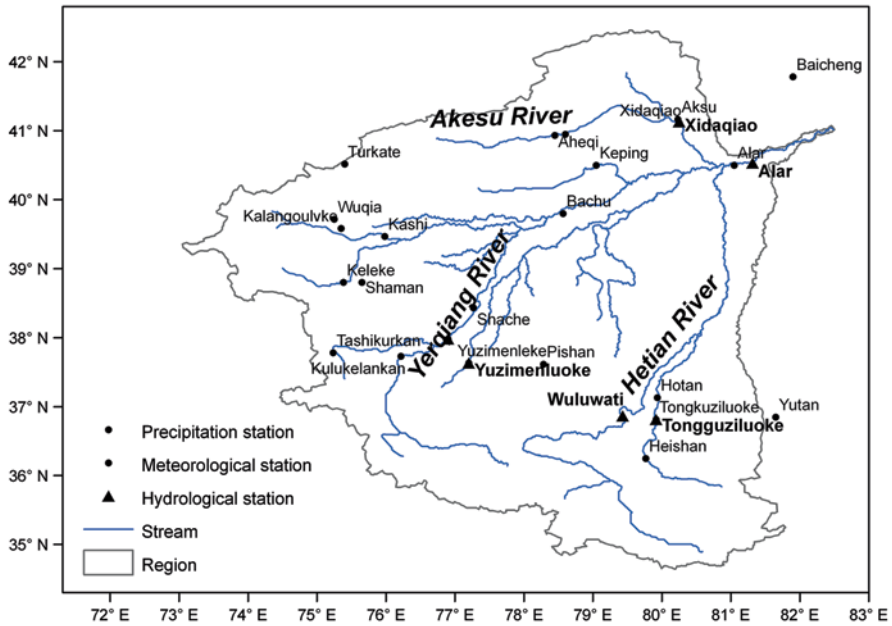 42° N
41° N
40° N
39° N
38° N
37° N
36° N
35° N
Baicheng
Akesu River
Xidaqiao
Aksu
Xidaqiao
Aheqi
Turkate
Keping
Alar
Alar
Bachu
Kalangoulvke
Wuqia
Kashi
Keleke
Shaman
Yerqiang River
Hetian River
Shache
Tashikurkan
Kulukelankan
Yuzimenleke
Pishan
Yuzimenluoke
Wuluwati
Hotan
Tongkuziluoke
Tongguziluoke
Yutan
Heishan
Precipitation station
Meteorological station
Hydrological station
Stream
Region
72° E 73° E 74° E 75° E 76° E 77° E 78° E 79° E 80° E 81° E 82° E 83° E